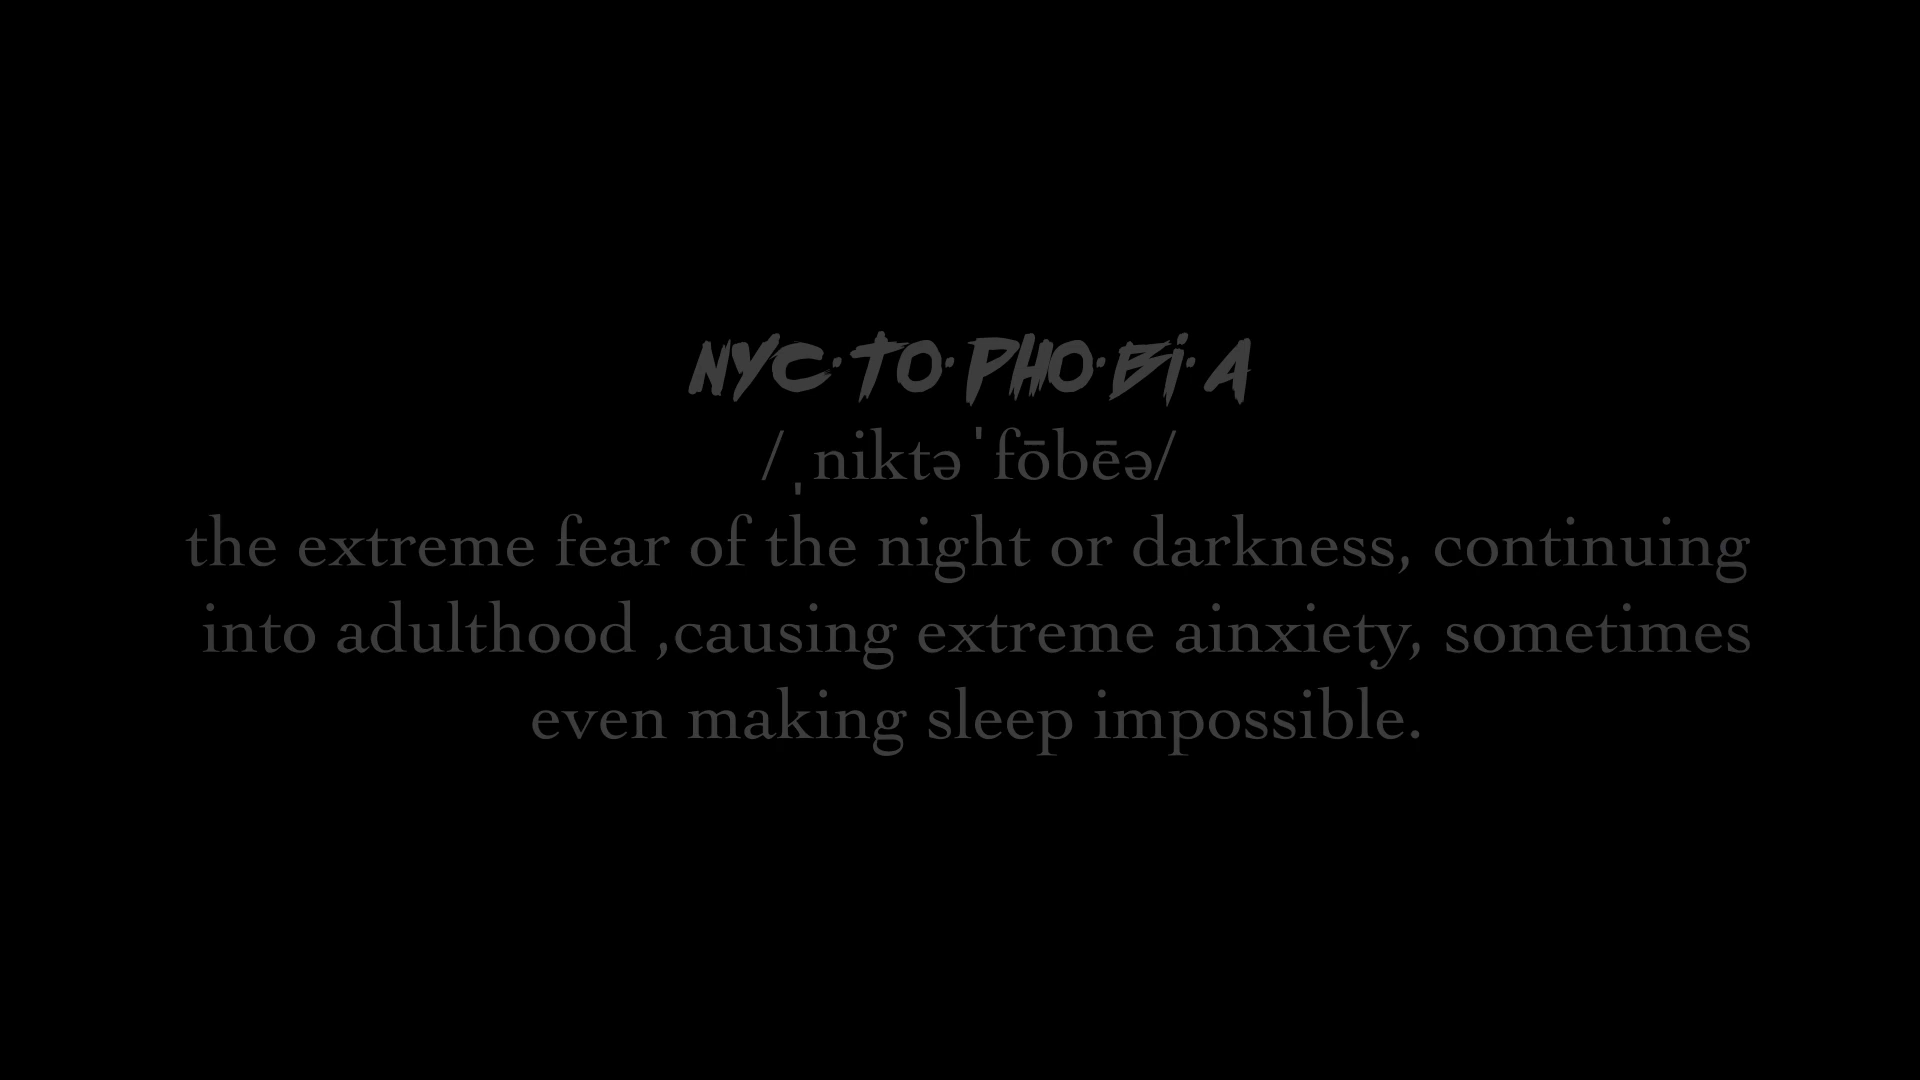 NYC·TO·PHO·Bi·A
/ˌniktəˈfōbēə/
the extreme fear of the night or darkness, continuing
into adulthood ,causing extreme ainxiety, sometimes
even making sleep impossible.